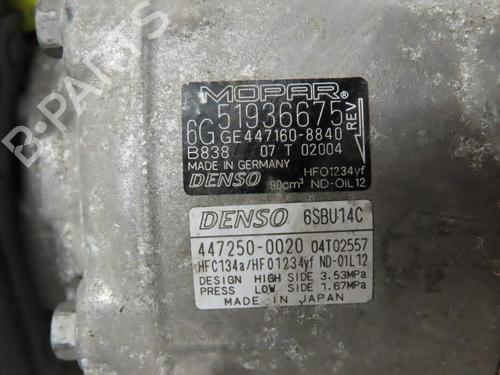 MOPAR®
51936675
6G GE447160-8840 REV
B838 07 T 02004
MADE IN GERMANY HFO1234yf
DENSO 90cm³ ND-OIL12
DENSO 6SBU14C
447250-0020 04T02557
HFC134a/HFO1234yf ND-OIL12
DESIGN HIGH SIDE 3.53MPa
PRESS LOW SIDE 1.67MPa
MADE IN JAPAN
B-PARTS